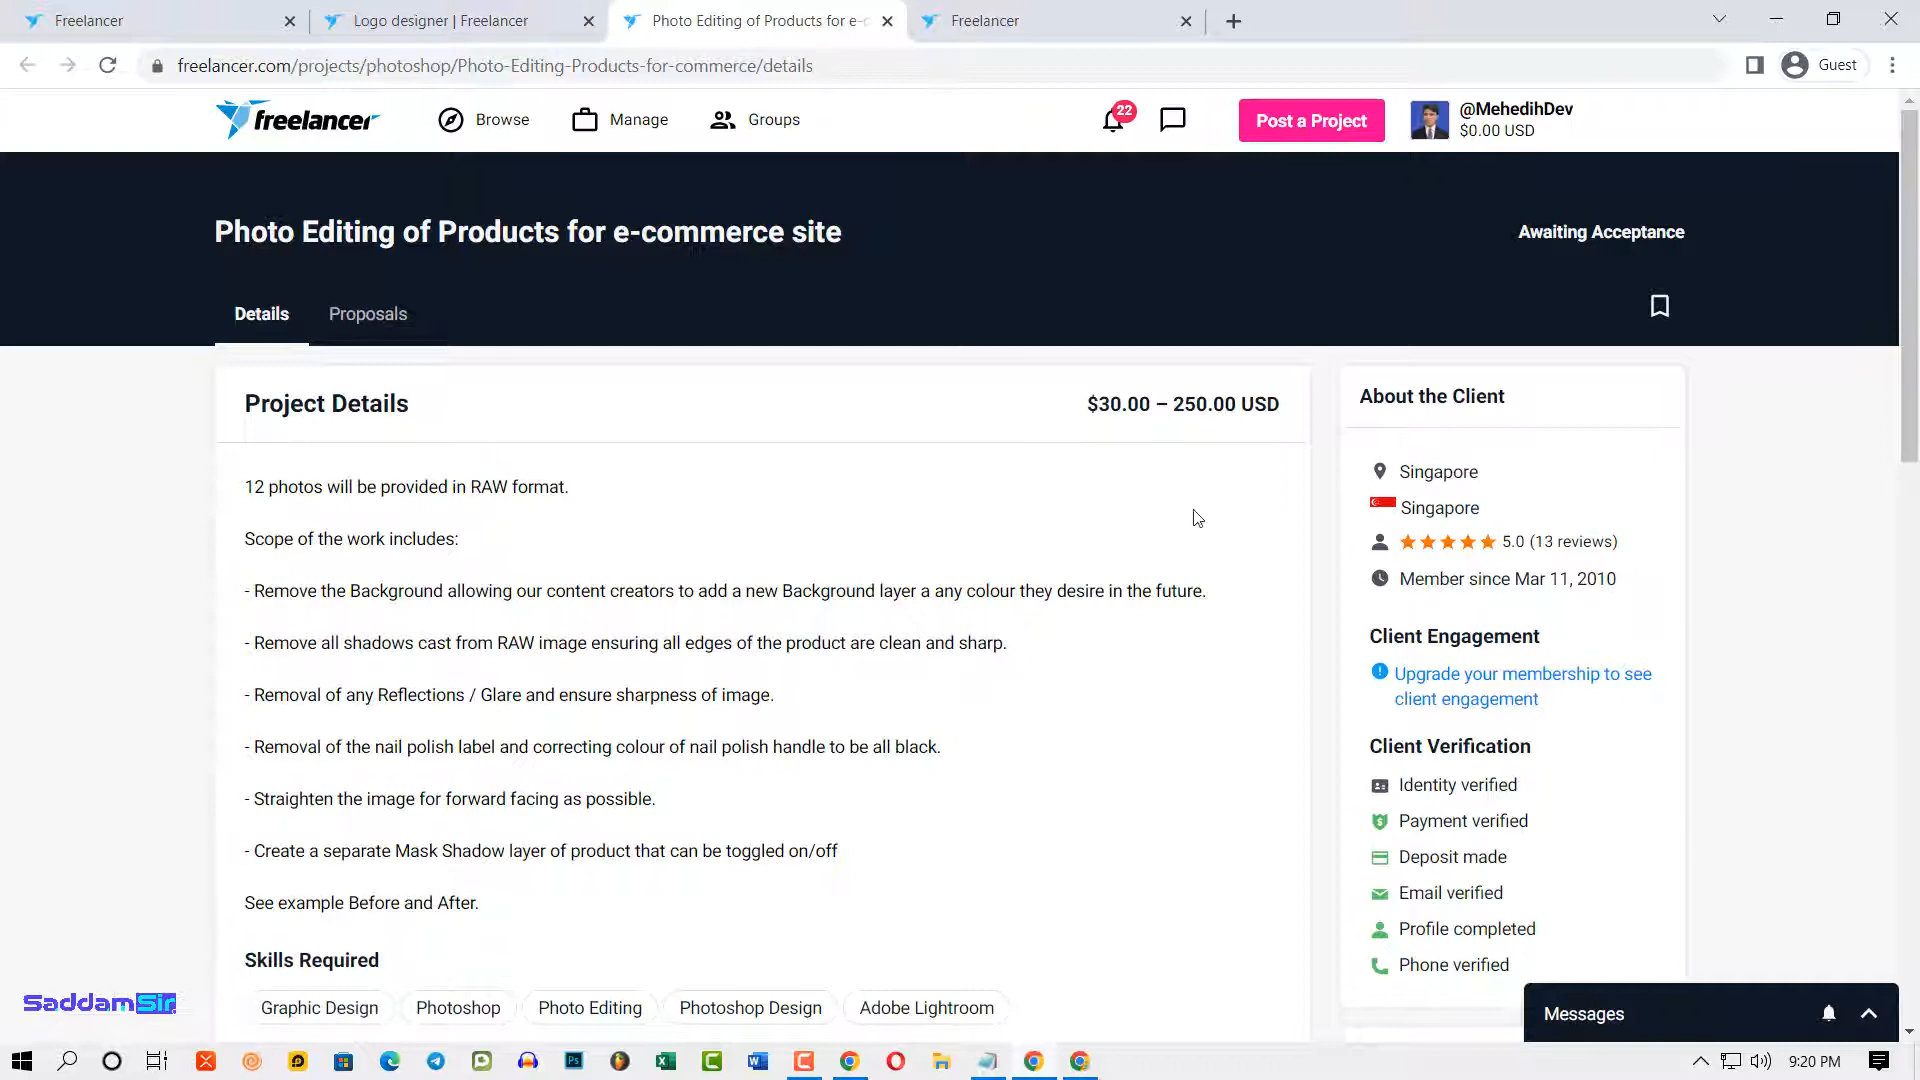 Freelancer
Logo designer | Freelancer
Photo Editing of Products for e-c
Freelancer
freelancer.com/projects/photoshop/Photo-Editing-Products-for-commerce/details
Guest
freelancer
Browse
Manage
Groups
22
Post a Project
@MehedihDev
$0.00 USD
Photo Editing of Products for e-commerce site
Awaiting Acceptance
Details
Proposals
Project Details
$30.00 – 250.00 USD
12 photos will be provided in RAW format.
Scope of the work includes:
- Remove the Background allowing our content creators to add a new Background layer a any colour they desire in the future.
- Remove all shadows cast from RAW image ensuring all edges of the product are clean and sharp.
- Removal of any Reflections / Glare and ensure sharpness of image.
- Removal of the nail polish label and correcting colour of nail polish handle to be all black.
- Straighten the image for forward facing as possible.
- Create a separate Mask Shadow layer of product that can be toggled on/off
See example Before and After.
Skills Required
Graphic Design
Photoshop
Photo Editing
Photoshop Design
Adobe Lightroom
About the Client
Singapore
Singapore
5.0 (13 reviews)
Member since Mar 11, 2010
Client Engagement
Upgrade your membership to see
client engagement
Client Verification
Identity verified
Payment verified
Deposit made
Email verified
Profile completed
Phone verified
Messages
SaddamSir
9:20 PM